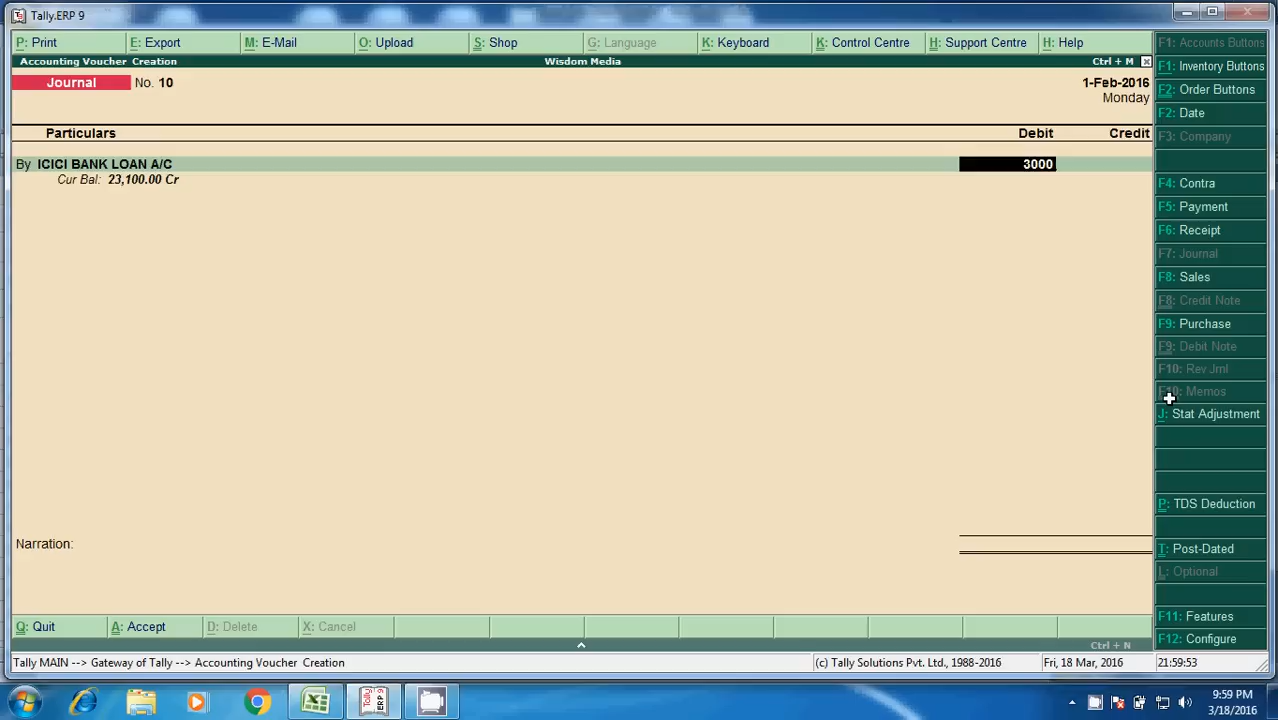 Tally.ERP 9
P: Print
E: Export
M: E-Mail
O: Upload
S: Shop
G: Language
K: Keyboard
K: Control Centre
H: Support Centre
H: Help
Accounting Voucher Creation
Wisdom Media
Ctrl + M
Journal No. 10
1-Feb-2016
Monday
Particulars Debit Credit
By ICICI BANK LOAN A/C 3000
Cur Bal: 23,100.00 Cr
Narration:
F1: Accounts Buttons
F1: Inventory Buttons
F2: Order Buttons
F2: Date
F3: Company
F4: Contra
F5: Payment
F6: Receipt
F7: Journal
F8: Sales
F8: Credit Note
F9: Purchase
F9: Debit Note
F10: Rev Jrnl
F10: Memos
J: Stat Adjustment
P: TDS Deduction
T: Post-Dated
L: Optional
F11: Features
F12: Configure
Q: Quit
A: Accept
D: Delete
X: Cancel
Ctrl + N
Tally MAIN --> Gateway of Tally --> Accounting Voucher Creation
(c) Tally Solutions Pvt. Ltd., 1988-2016
Fri, 18 Mar, 2016
21:59:53
Tally ERP 9
9:59 PM
3/18/2016